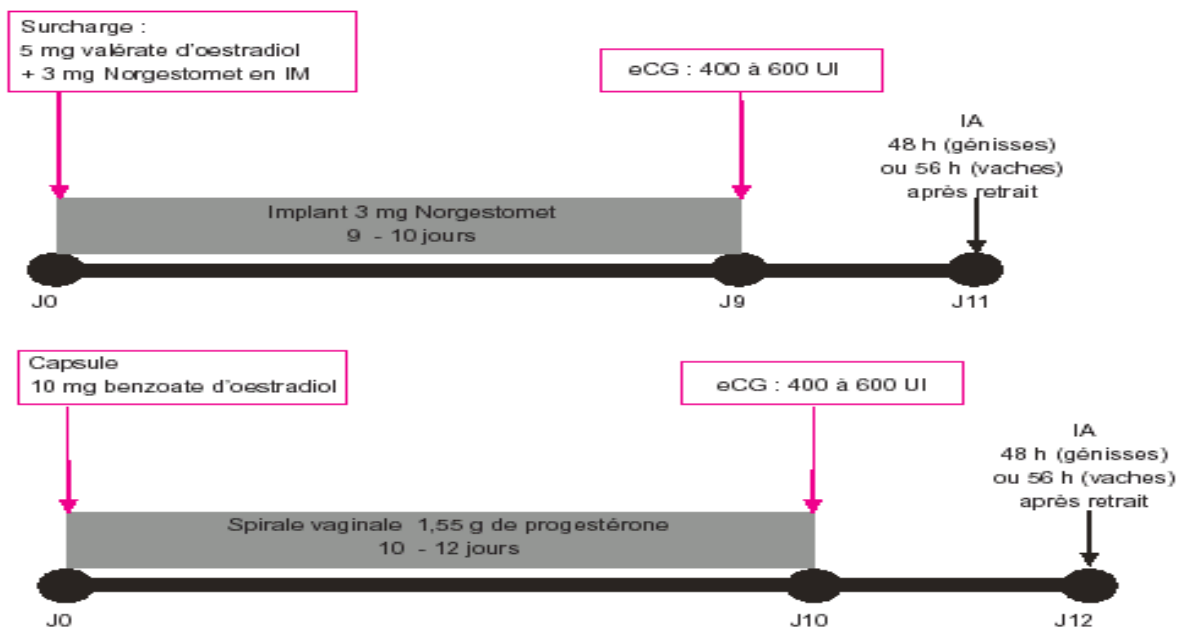 Surcharge :
5 mg valérate d'oestradiol
+ 3 mg Norgestomet en IM
eCG : 400 à 600 UI
IA
48 h (génisses)
ou 56 h (vaches)
après retrait
Implant 3 mg Norgestomet
9 - 10 jours
J0
J9
J11
Capsule
10 mg benzoate d'oestradiol
eCG : 400 à 600 UI
IA
48 h (génisses)
ou 56 h (vaches)
après retrait
Spirale vaginale 1,55 g de progestérone
10 - 12 jours
J0
J10
J12